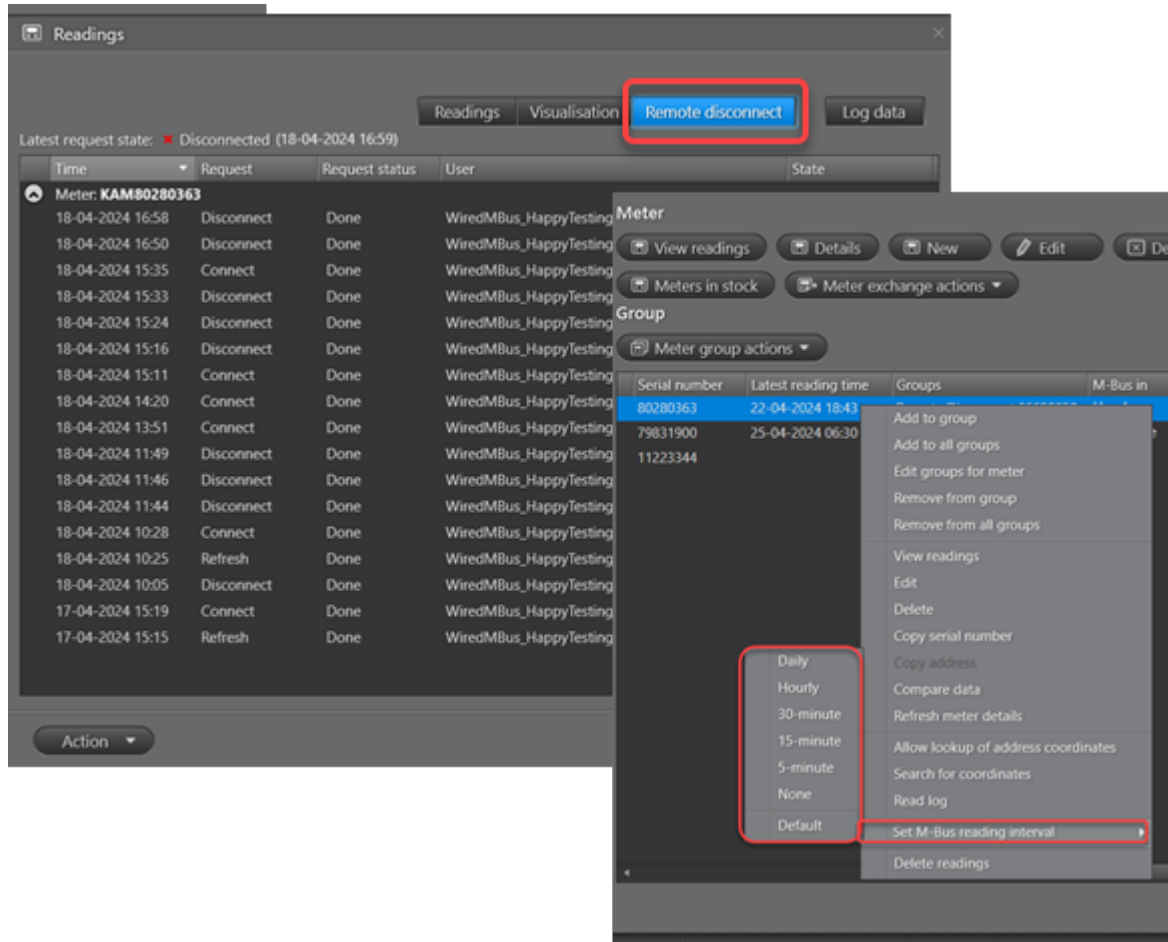 Readings
Readings Visualisation Remote disconnect Log data
Latest request state: Disconnected (18-04-2024 16:59)
Time Request Request status User State
Meter: KAM80280363
18-04-2024 16:58 Disconnect Done WiredMBus_HappyTesting
18-04-2024 16:50 Disconnect Done WiredMBus_HappyTesting
18-04-2024 15:35 Connect Done WiredMBus_HappyTesting
18-04-2024 15:33 Disconnect Done WiredMBus_HappyTesting
18-04-2024 15:24 Disconnect Done WiredMBus_HappyTesting
18-04-2024 15:16 Disconnect Done WiredMBus_HappyTesting
18-04-2024 15:11 Connect Done WiredMBus_HappyTesting
18-04-2024 14:20 Connect Done WiredMBus_HappyTesting
18-04-2024 13:51 Connect Done WiredMBus_HappyTesting
18-04-2024 11:49 Disconnect Done WiredMBus_HappyTesting
18-04-2024 11:46 Disconnect Done WiredMBus_HappyTesting
18-04-2024 11:44 Disconnect Done WiredMBus_HappyTesting
18-04-2024 10:28 Connect Done WiredMBus_HappyTesting
18-04-2024 10:25 Refresh Done WiredMBus_HappyTesting
18-04-2024 10:05 Disconnect Done WiredMBus_HappyTesting
17-04-2024 15:19 Connect Done WiredMBus_HappyTesting
17-04-2024 15:15 Refresh Done WiredMBus_HappyTesting
Action
Meter
View readings Details New Edit De
Meters in stock Meter exchange actions
Group
Meter group actions
Serial number Latest reading time Groups M-Bus in
80280363 22-04-2024 18:43
79831900 25-04-2024 06:30
11223344
Add to group
Add to all groups
Edit groups for meter
Remove from group
Remove from all groups
View readings
Edit
Delete
Copy serial number
Copy address
Compare data
Refresh meter details
Allow lookup of address coordinates
Search for coordinates
Read log
Set M-Bus reading interval
Delete readings
Daily
Hourly
30-minute
15-minute
5-minute
None
Default